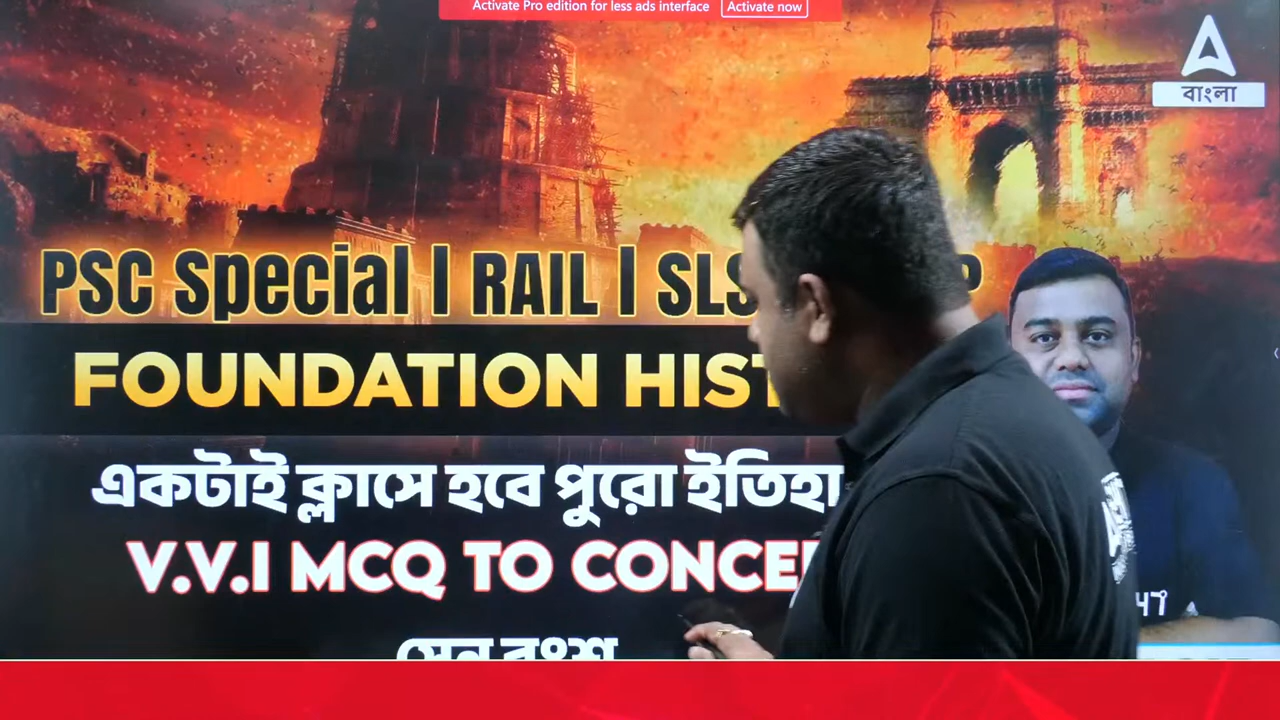 Activate Pro edition for less ads interface Activate now
বাংলা
PSC Special | RAIL | SLS
FOUNDATION HIST
একটাই ক্লাসে হবে পুরো ইতিহা
V.V.I MCQ TO CONCE
সেন বংশ